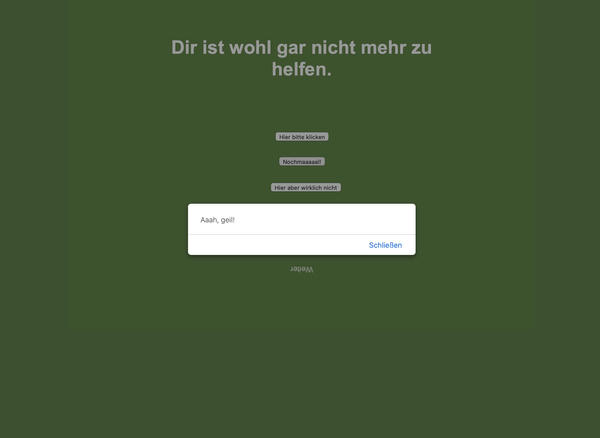 Dir ist wohl gar nicht mehr zu
helfen.
Hier bitte klicken
Nochmaaaaal!
Hier aber wirklich nicht
Aaah, geil!
Schließen
Weiter